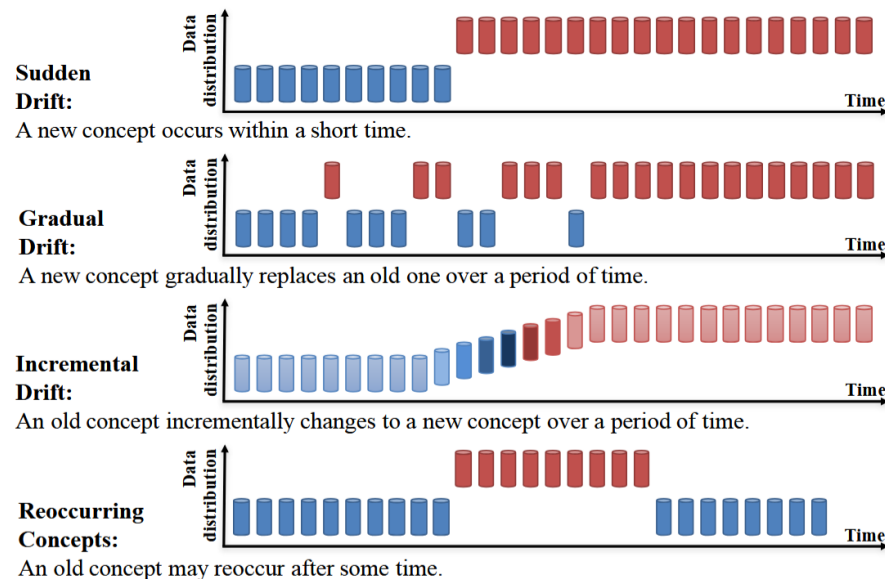 Data
distribution
Sudden
Drift:
Time
A new concept occurs within a short time.
Data
distribution
Gradual
Drift:
Time
A new concept gradually replaces an old one over a period of time.
Data
distribution
Incremental
Drift:
Time
An old concept incrementally changes to a new concept over a period of time.
Data
distribution
Reoccurring
Concepts:
Time
An old concept may reoccur after some time.